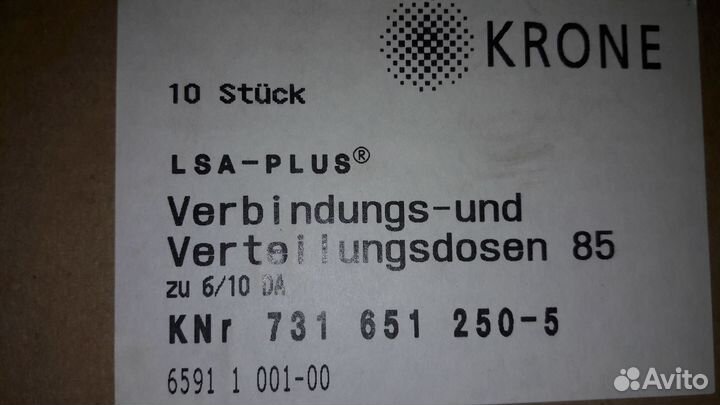 KRONE
10 Stück
LSA-PLUS®
Verbindungs-und
Verteilungsdosen 85
zu 6/10 DA
KNr 731 651 250-5
6591 1 001-00
Avito